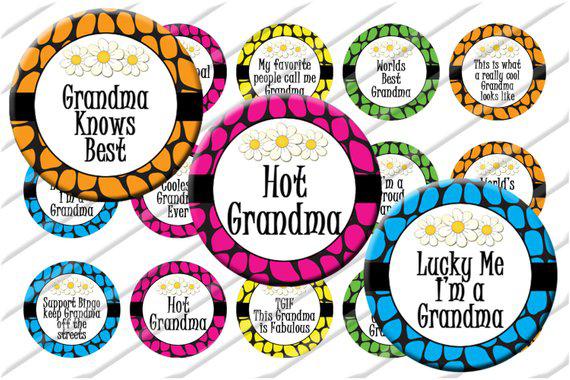 Grandma
Knows
Best
My favorite
people call me
Grandma
Worlds
Best
Grandma
This is what
a really cool
Grandma
looks like
I'm a
Grandma
Cooles
Grandma
Ever
Hot
Grandma
I'm a
World's
Lucky Me
I'm a
Grandma
Support Bingo
keep Grandma
off the
streets
Hot
Grandma
TGIF
This Grandma
is Fabulous